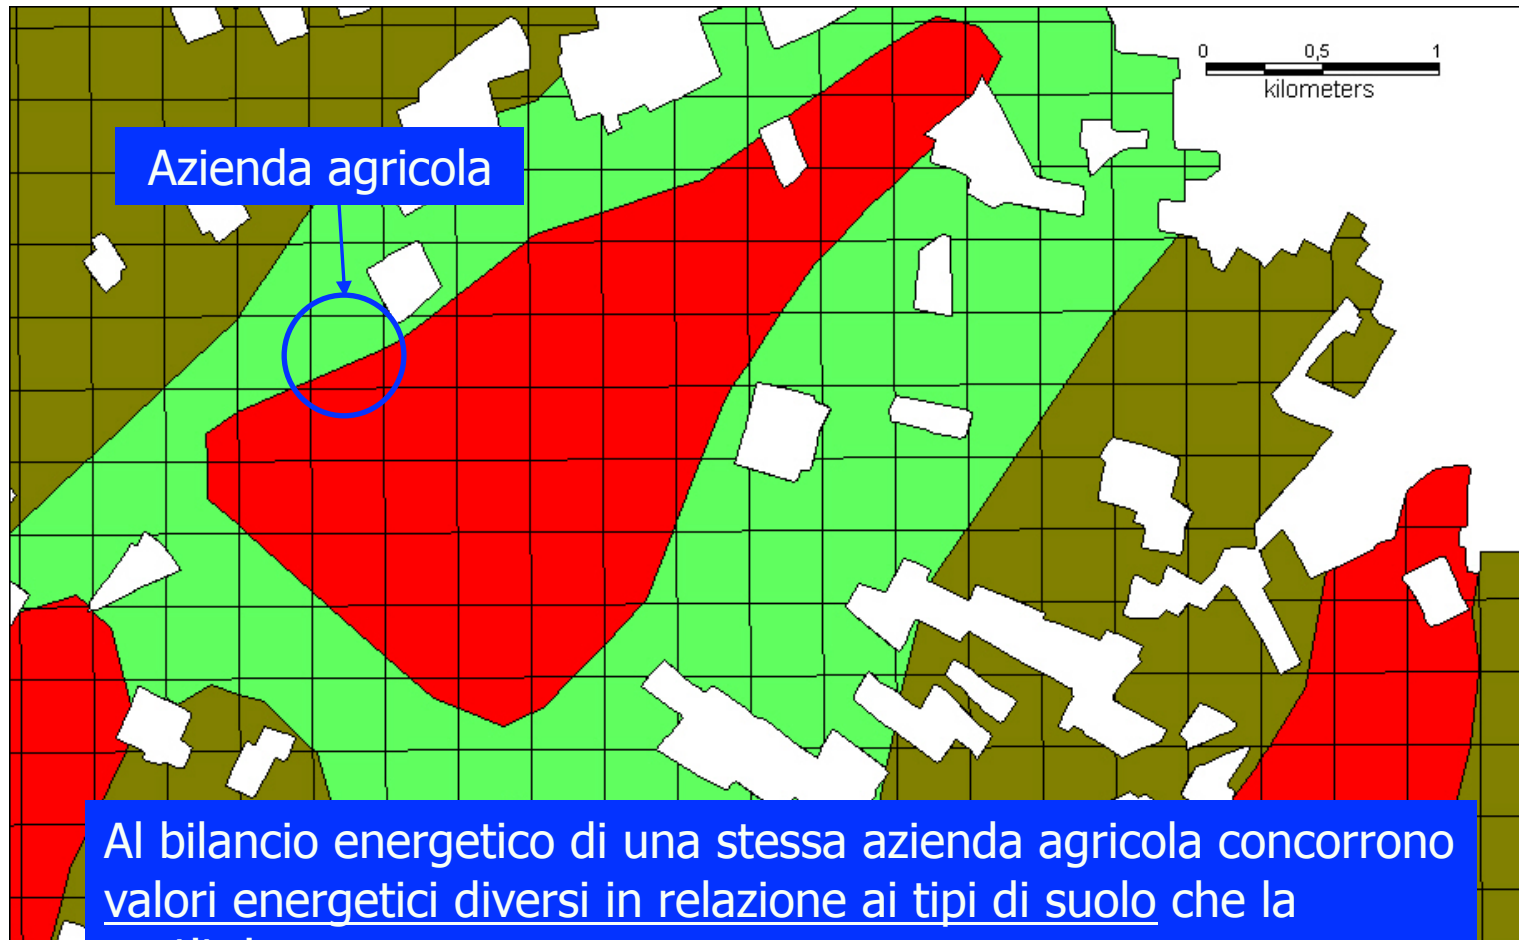 0 0,5 1
kilometers
Azienda agricola
Al bilancio energetico di una stessa azienda agricola concorrono
valori energetici diversi in relazione ai tipi di suolo che la